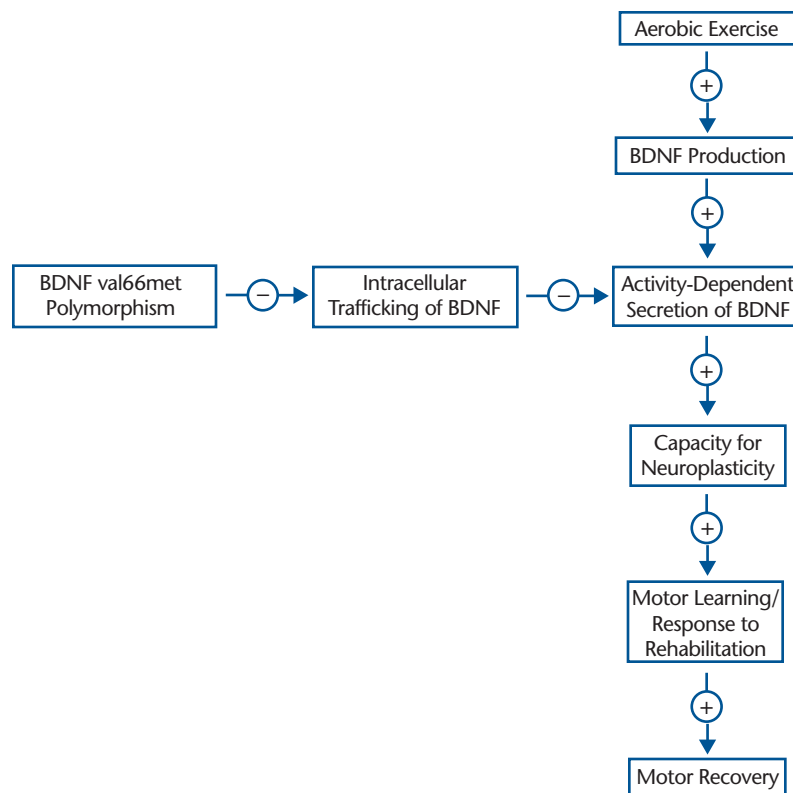 Aerobic Exercise
+
BDNF Production
+
BDNF val66met
Polymorphism
−
Intracellular
Trafficking of BDNF
−
Activity-Dependent
Secretion of BDNF
+
Capacity for
Neuroplasticity
+
Motor Learning/
Response to
Rehabilitation
+
Motor Recovery